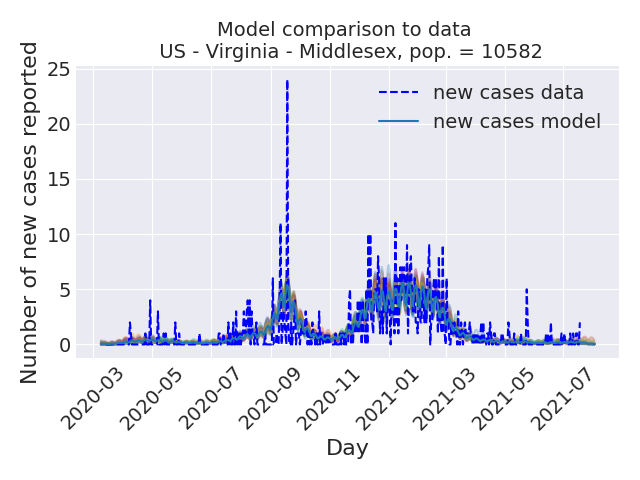 Model comparison to data
US - Virginia - Middlesex, pop. = 10582
Number of new cases reported
25
20
15
10
5
0
new cases data
new cases model
2020-03
2020-05
2020-07
2020-09
2020-11
2021-01
2021-03
2021-05
2021-07
Day